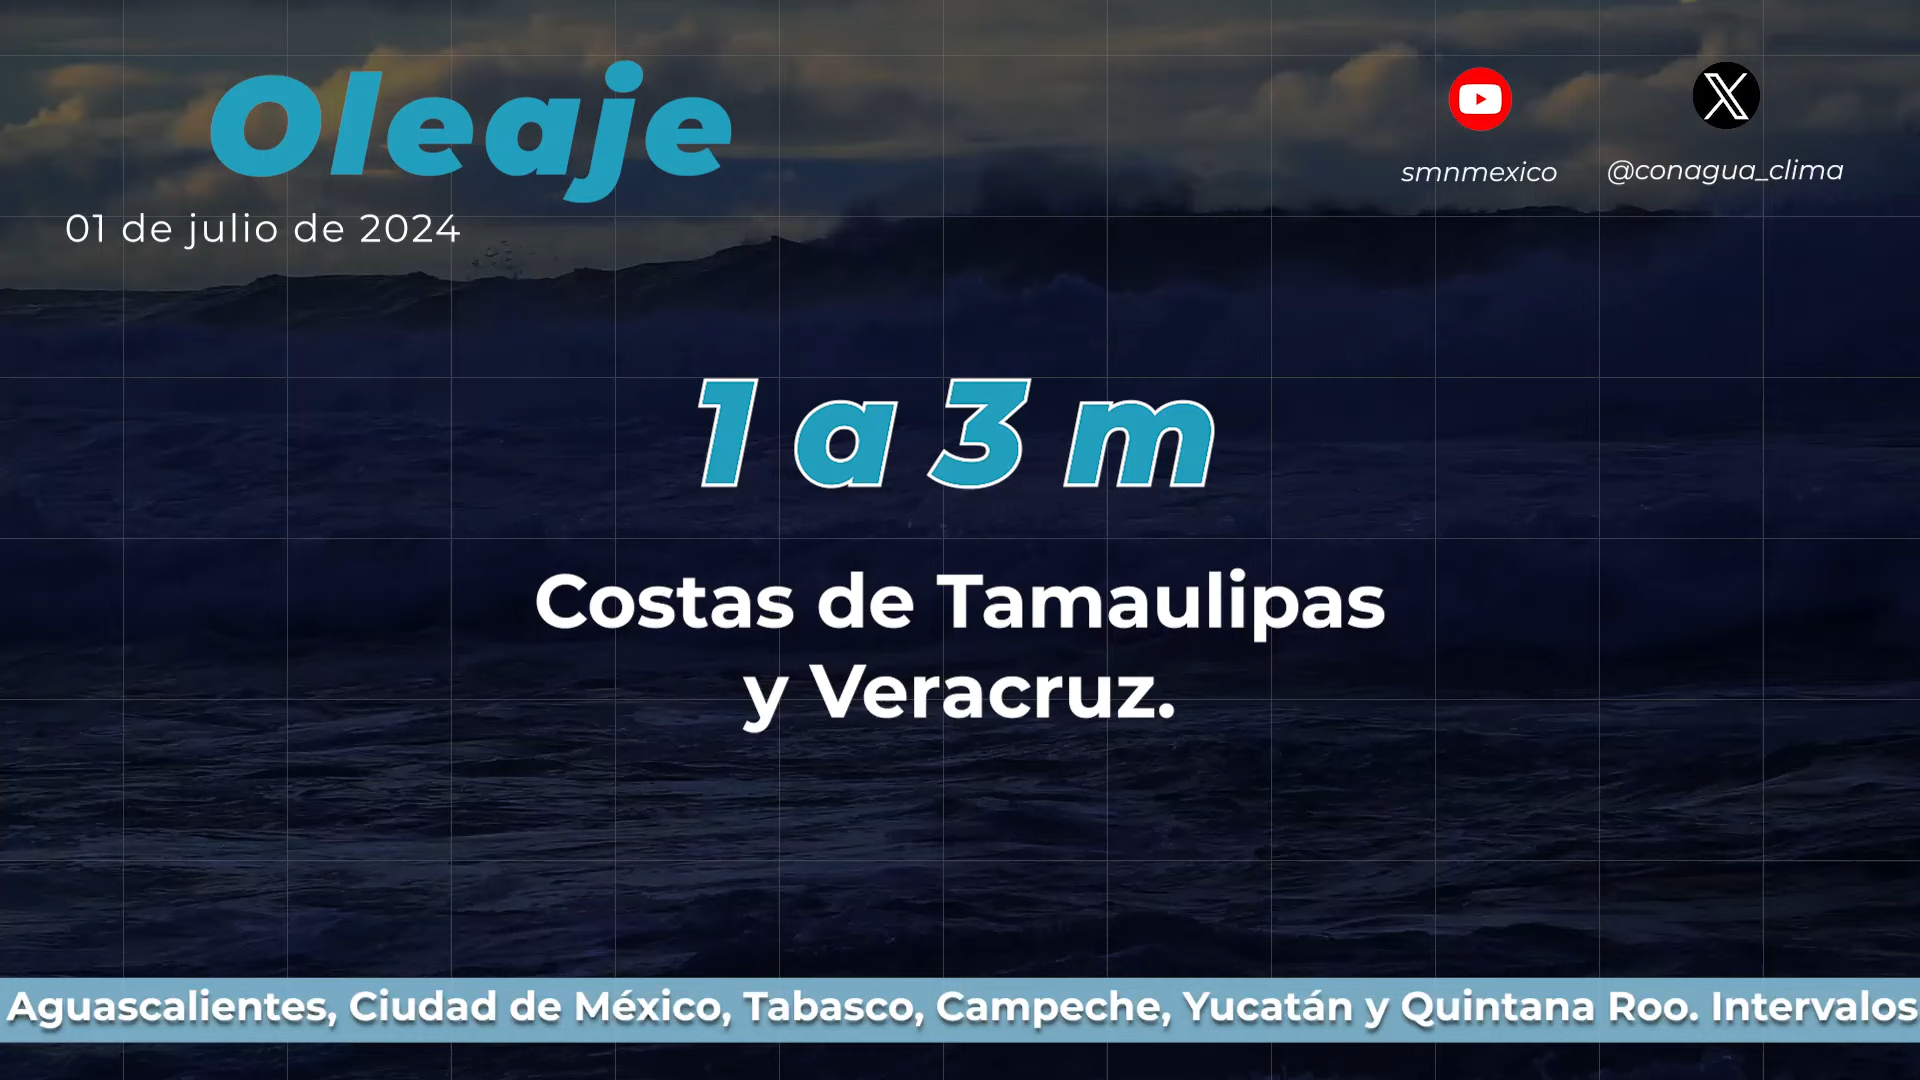 Oleaje
01 de julio de 2024
smnmexico
@conagua_clima
1 a 3 m
Costas de Tamaulipas
y Veracruz.
Aguascalientes, Ciudad de México, Tabasco, Campeche, Yucatán y Quintana Roo. Intervalos